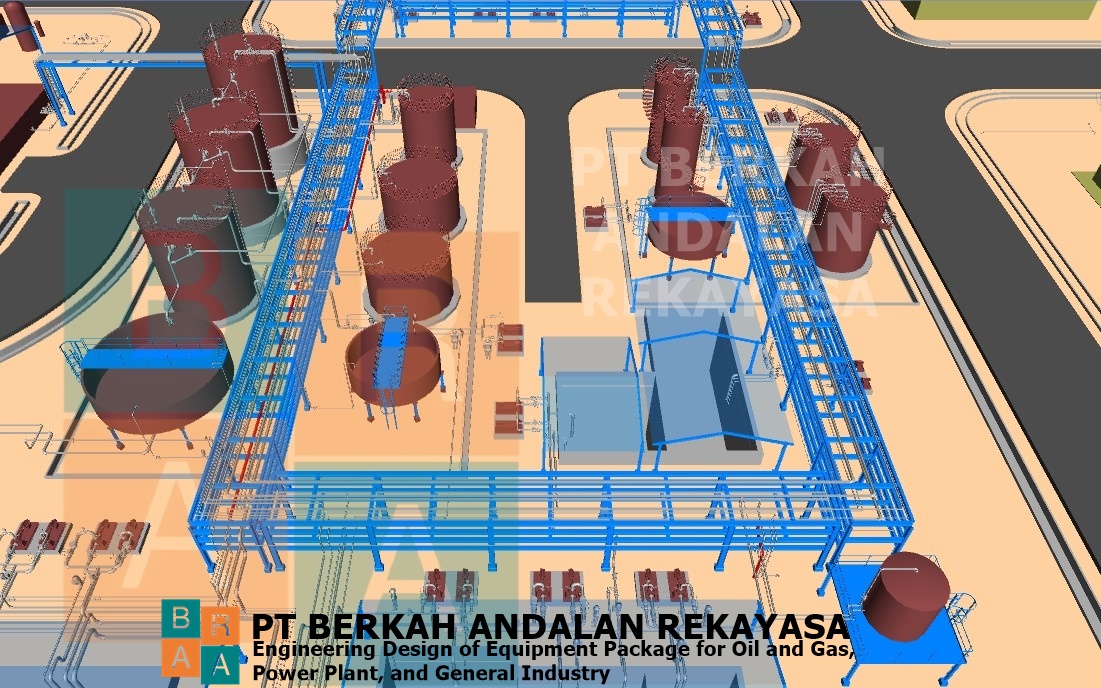 PT BERKAH
ANDALAN
REKAYASA
B R
A A
B R
A A
PT BERKAH ANDALAN REKAYASA
Engineering Design of Equipment Package for Oil and Gas,
Power Plant, and General Industry